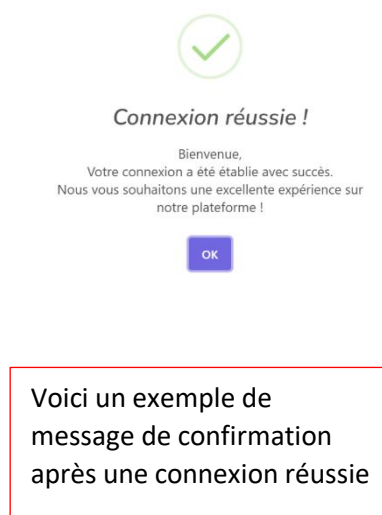 Connexion réussie !
Bienvenue,
Votre connexion a été établie avec succès.
Nous vous souhaitons une excellente expérience sur
notre plateforme !
OK
Voici un exemple de
message de confirmation
après une connexion réussie